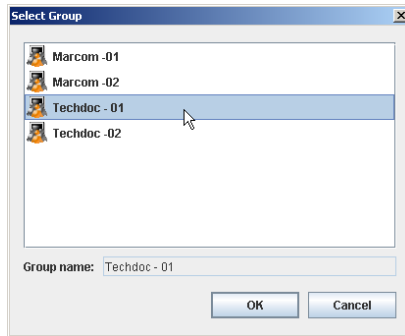 Select Group
Marcom -01
Marcom -02
Techdoc - 01
Techdoc -02
Group name: Techdoc - 01
OK Cancel